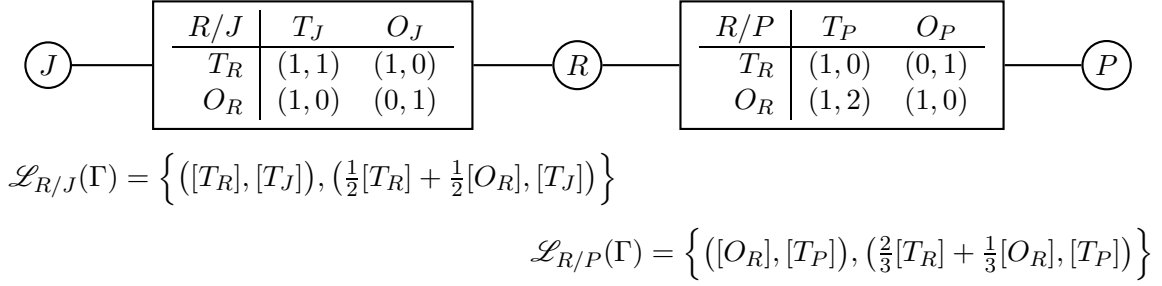 R/J T_J O_J R/P T_P O_P
J T_R (1, 1) (1, 0) R T_R (1, 0) (0, 1) P
O_R (1, 0) (0, 1) O_R (1, 2) (1, 0)
ℒ_{R/J}(Γ) = {([T_R], [T_J]), (½[T_R] + ½[O_R], [T_J])}
ℒ_{R/P}(Γ) = {([O_R], [T_P]), (⅔[T_R] + ⅓[O_R], [T_P])}